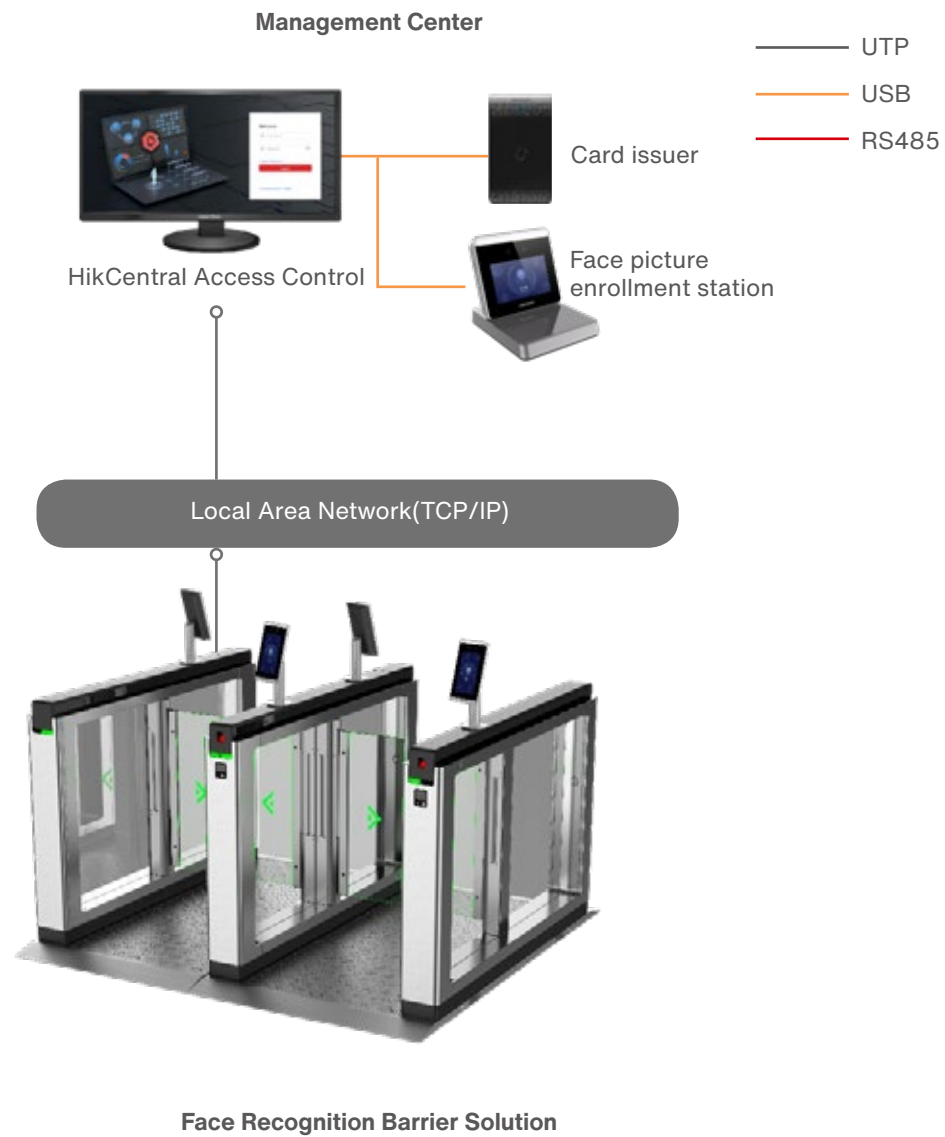 Management Center
UTP
USB
RS485
Card issuer
HikCentral Access Control
Face picture
enrollment station
Local Area Network(TCP/IP)
Face Recognition Barrier Solution